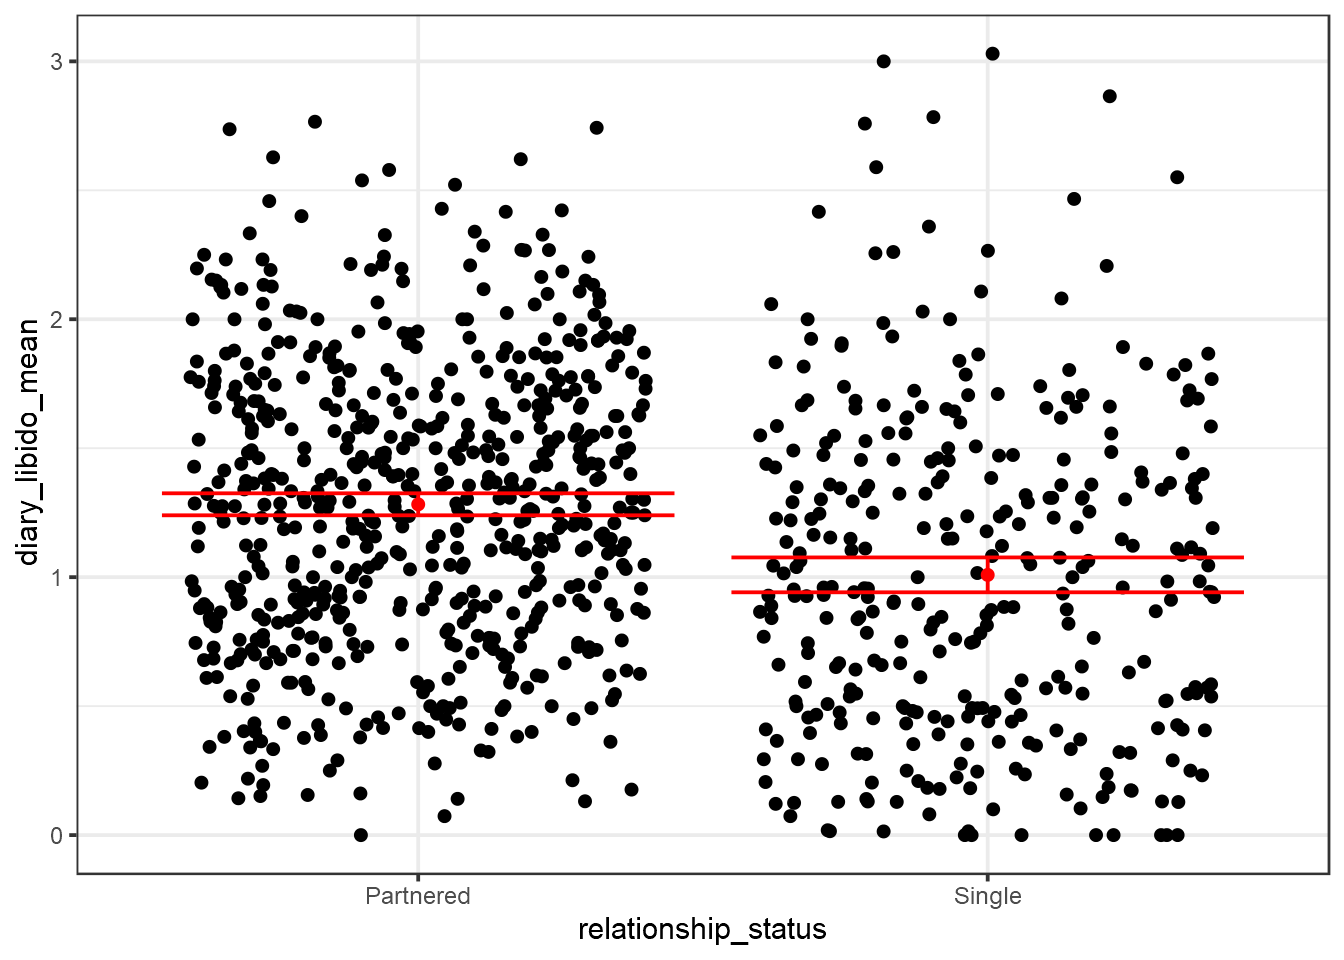 diary_libido_mean
3
2
1
0
Partnered
Single
relationship_status